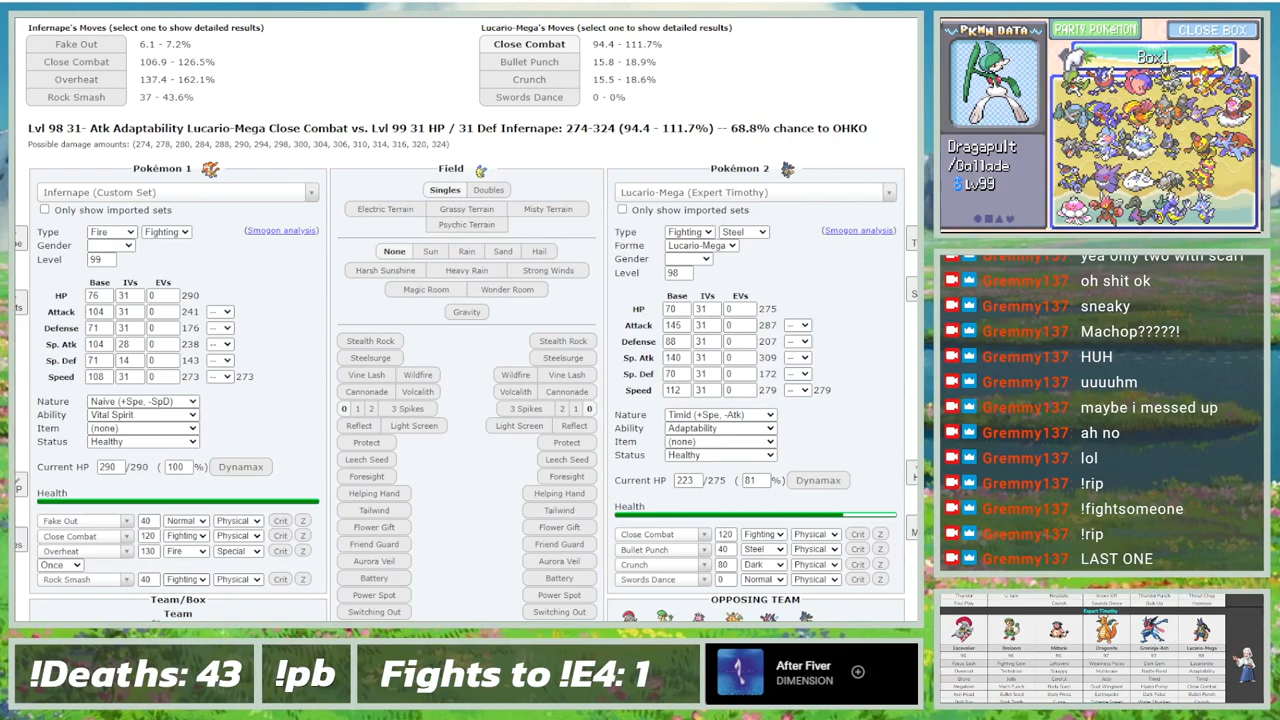 Infernape's Moves (select one to show detailed results)
Fake Out 6.1 - 7.2%
Close Combat 106.9 - 126.5%
Overheat 137.4 - 162.1%
Rock Smash 37 - 43.6%
Lucario-Mega's Moves (select one to show detailed results)
Close Combat 94.4 - 111.7%
Bullet Punch 15.8 - 18.9%
Crunch 15.5 - 18.6%
Swords Dance 0 - 0%
Lvl 98 31- Atk Adaptability Lucario-Mega Close Combat vs. Lvl 99 31 HP / 31 Def Infernape: 274-324 (94.4 - 111.7%) -- 68.8% chance to OHKO
Possible damage amounts: (274, 278, 280, 284, 288, 290, 294, 298, 300, 304, 306, 310, 314, 316, 320, 324)
Pokémon 1
Infernape (Custom Set)
Only show imported sets
Type Fire Fighting (Smogon analysis)
Gender
Level 99
Base IVs EVs
HP 76 31 0 290
Attack 104 31 0 241 --
Defense 71 31 0 176 --
Sp. Atk 104 28 0 238 --
Sp. Def 71 14 0 143 --
Speed 108 31 0 273 -- 273
Nature Naive (+Spe, -SpD)
Ability Vital Spirit
Item (none)
Status Healthy
Current HP 290 /290 ( 100 %) Dynamax
Health
Fake Out 40 Normal Physical Crit Z
Close Combat 120 Fighting Physical Crit Z
Overheat 130 Fire Special Crit Z
Once
Rock Smash 40 Fighting Physical Crit Z
Team/Box
Team
Field
Singles Doubles
Electric Terrain Grassy Terrain Misty Terrain
Psychic Terrain
None Sun Rain Sand Hail
Harsh Sunshine Heavy Rain Strong Winds
Magic Room Wonder Room
Gravity
Stealth Rock Stealth Rock
Steelsurge Steelsurge
Vine Lash Wildfire Wildfire Vine Lash
Cannonade Volcalith Volcalith Cannonade
0 1 2 3 Spikes 3 Spikes 2 1 0
Reflect Light Screen Light Screen Reflect
Protect Protect
Leech Seed Leech Seed
Foresight Foresight
Helping Hand Helping Hand
Tailwind Tailwind
Flower Gift Flower Gift
Friend Guard Friend Guard
Aurora Veil Aurora Veil
Battery Battery
Power Spot Power Spot
Switching Out Switching Out
Pokémon 2
Lucario-Mega (Expert Timothy)
Only show imported sets
Type Fighting Steel (Smogon analysis)
Forme Lucario-Mega
Gender
Level 98
Base IVs EVs
HP 70 31 0 275
Attack 145 31 0 287 --
Defense 88 31 0 207 --
Sp. Atk 140 31 0 309 --
Sp. Def 70 31 0 172 --
Speed 112 31 0 279 -- 279
Nature Timid (+Spe, -Atk)
Ability Adaptability
Item (none)
Status Healthy
Current HP 223 /275 ( 81 %) Dynamax
Health
Close Combat 120 Fighting Physical Crit Z
Bullet Punch 40 Steel Physical Crit Z
Crunch 80 Dark Physical Crit Z
Swords Dance 0 Normal Physical Crit Z
OPPOSING TEAM
PKMN DATA
PARTY POKéMON CLOSE BOX
Box1
Dragapult
/Gallade
♂Lv99
Gremmy137: yea only two with scarf
Gremmy137: oh shit ok
Gremmy137: sneaky
Gremmy137: Machop?????!
Gremmy137: HUH
Gremmy137: uuuuhm
Gremmy137: maybe i messed up
Gremmy137: ah no
Gremmy137: lol
Gremmy137: !rip
Gremmy137: !fightsomeone
Gremmy137: !rip
Gremmy137: LAST ONE
Expert Timothy
Escavalier Breloom Miltank Dragonite Greninja-Ash Lucario-Mega
!Deaths: 43 !pb Fights to E4:
After Fiver
DIMENSION